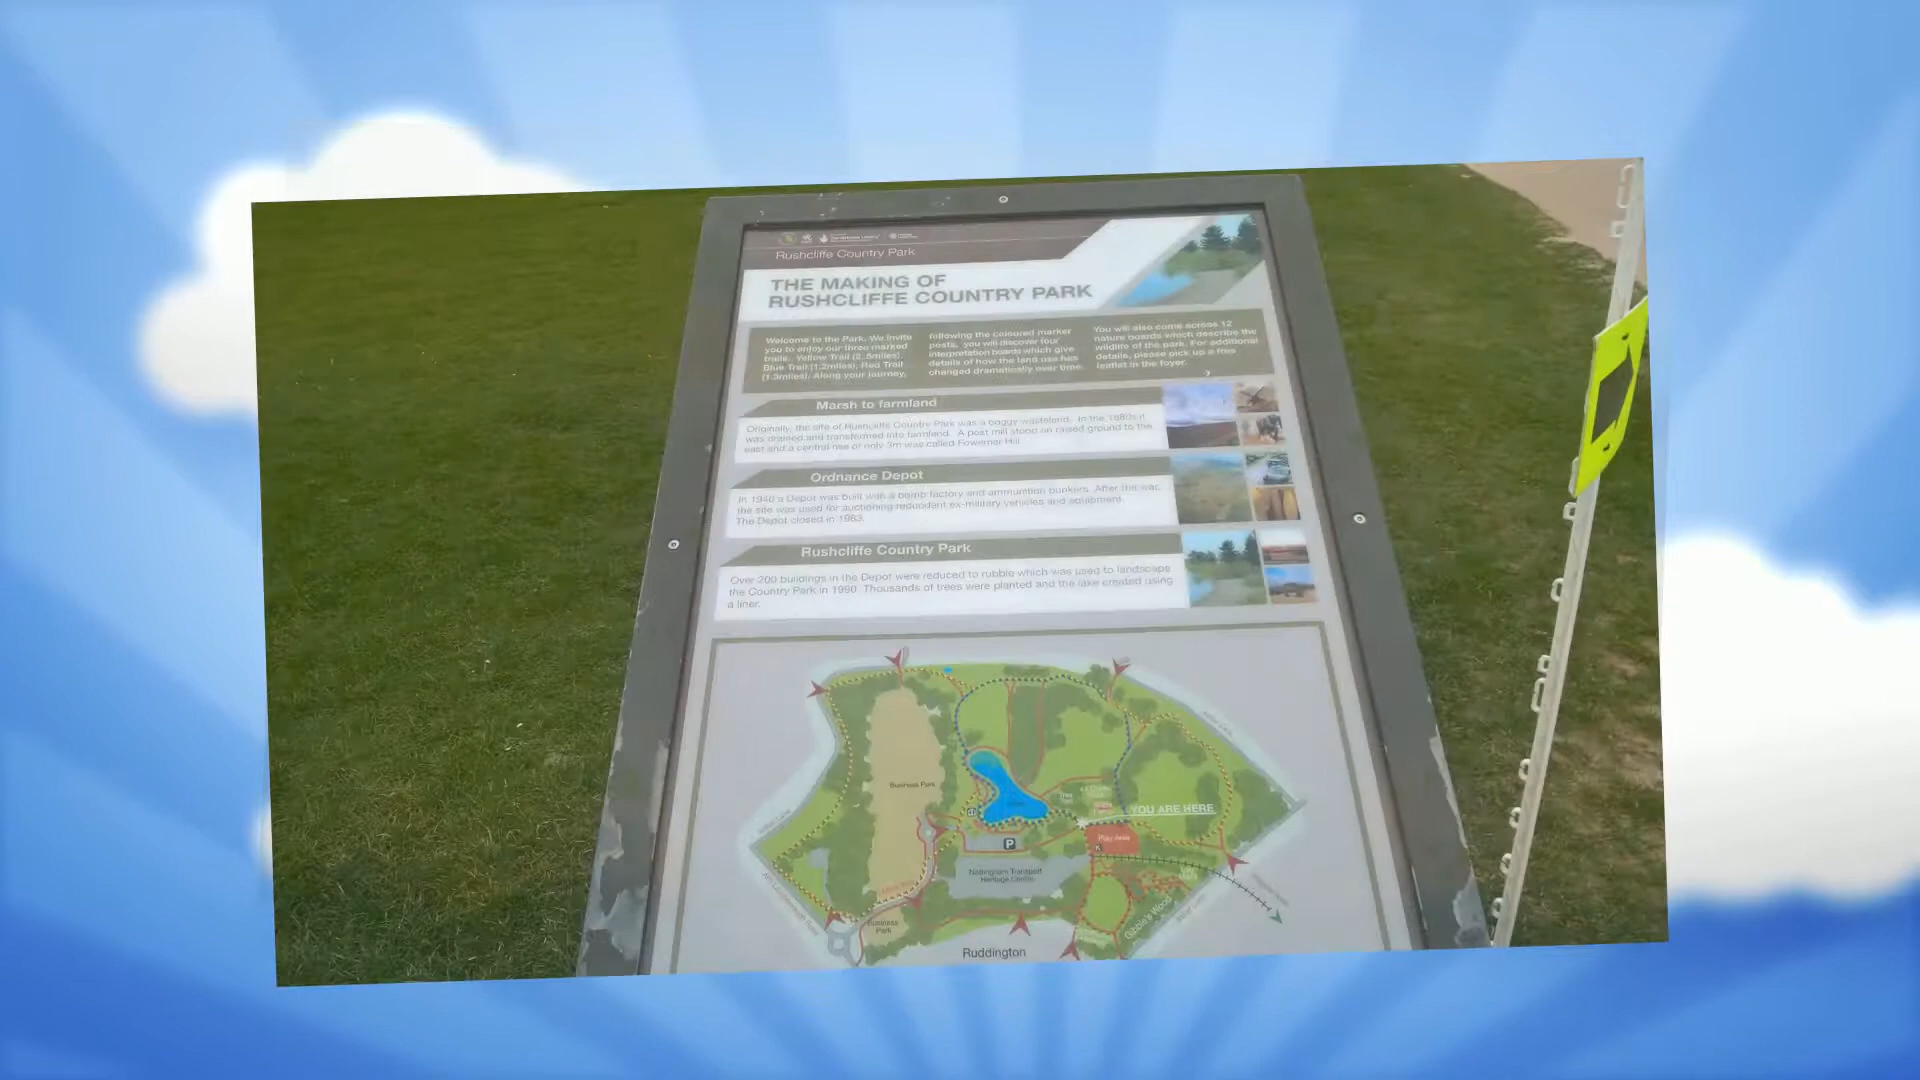 Rushcliffe Country Park
THE MAKING OF
RUSHCLIFFE COUNTRY PARK
Welcome to the Park. We invite
you to enjoy our three marked
trails. Yellow Trail (2.5miles),
Blue Trail (1.2miles), Red Trail
(1.3miles). Along your journey,
following the coloured marker
posts, you will discover four
interpretation boards which give
details of how the land use has
changed dramatically over time.
You will also come across 12
nature boards which describe the
wildlife of the park. For additional
details, please pick up a free
leaflet in the foyer.
Marsh to farmland
Originally, the site of Rushcliffe Country Park was a boggy wasteland. In the 1880s it
was drained and transformed into farmland. A post mill stood on raised ground to the
east and a central rise of only 3m was called Fowerner Hill
Ordnance Depot
In 1940 a Depot was built with a bomb factory and ammunition bunkers. After the war,
the site was used for auctioning redundant ex-military vehicles and equipment.
The Depot closed in 1983.
Rushcliffe Country Park
Over 200 buildings in the Depot were reduced to rubble which was used to landscape
the Country Park in 1990. Thousands of trees were planted and the lake created using
a liner.
Business Park
YOU ARE HERE
P
Play Area
K
Nottingham Transport
Heritage Centre
Business
Park
Gibbie's Wood
Ruddington